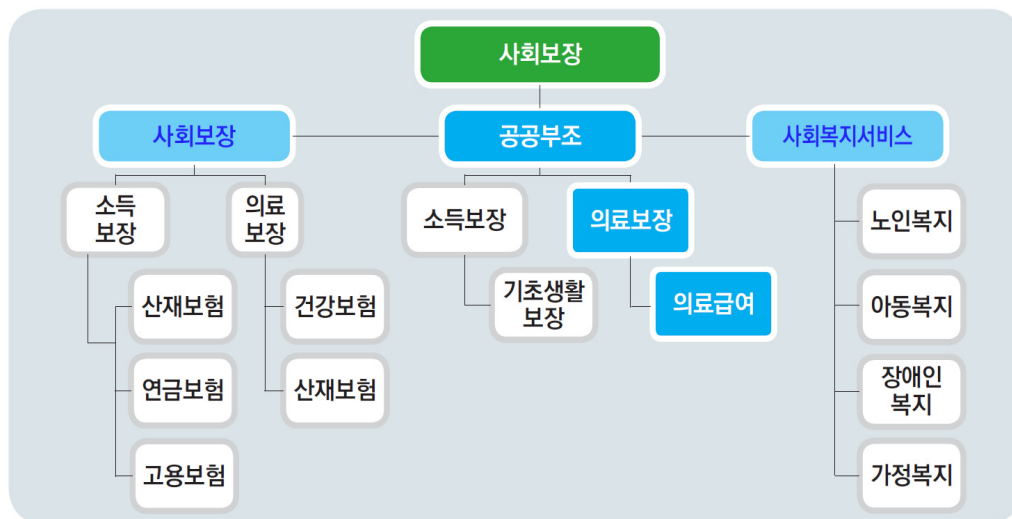 사회보장
사회보장
공공부조
사회복지서비스
소득
보장
의료
보장
소득보장
의료보장
노인복지
산재보험
건강보험
기초생활
보장
의료급여
아동복지
연금보험
산재보험
장애인
복지
고용보험
가정복지